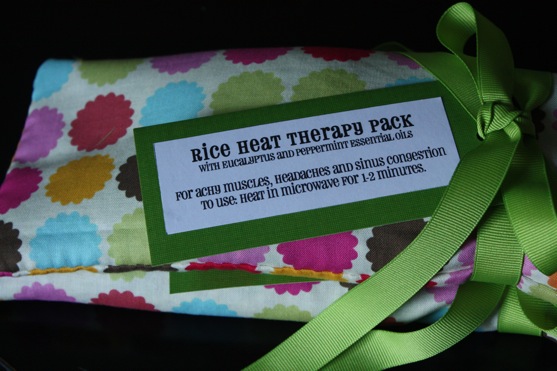 Rice Heat Therapy Pack
with Eucalyptus and Peppermint Essential Oils
For achy muscles, headaches and sinus congestion
to use: Heat in microwave for 1-2 minutes.